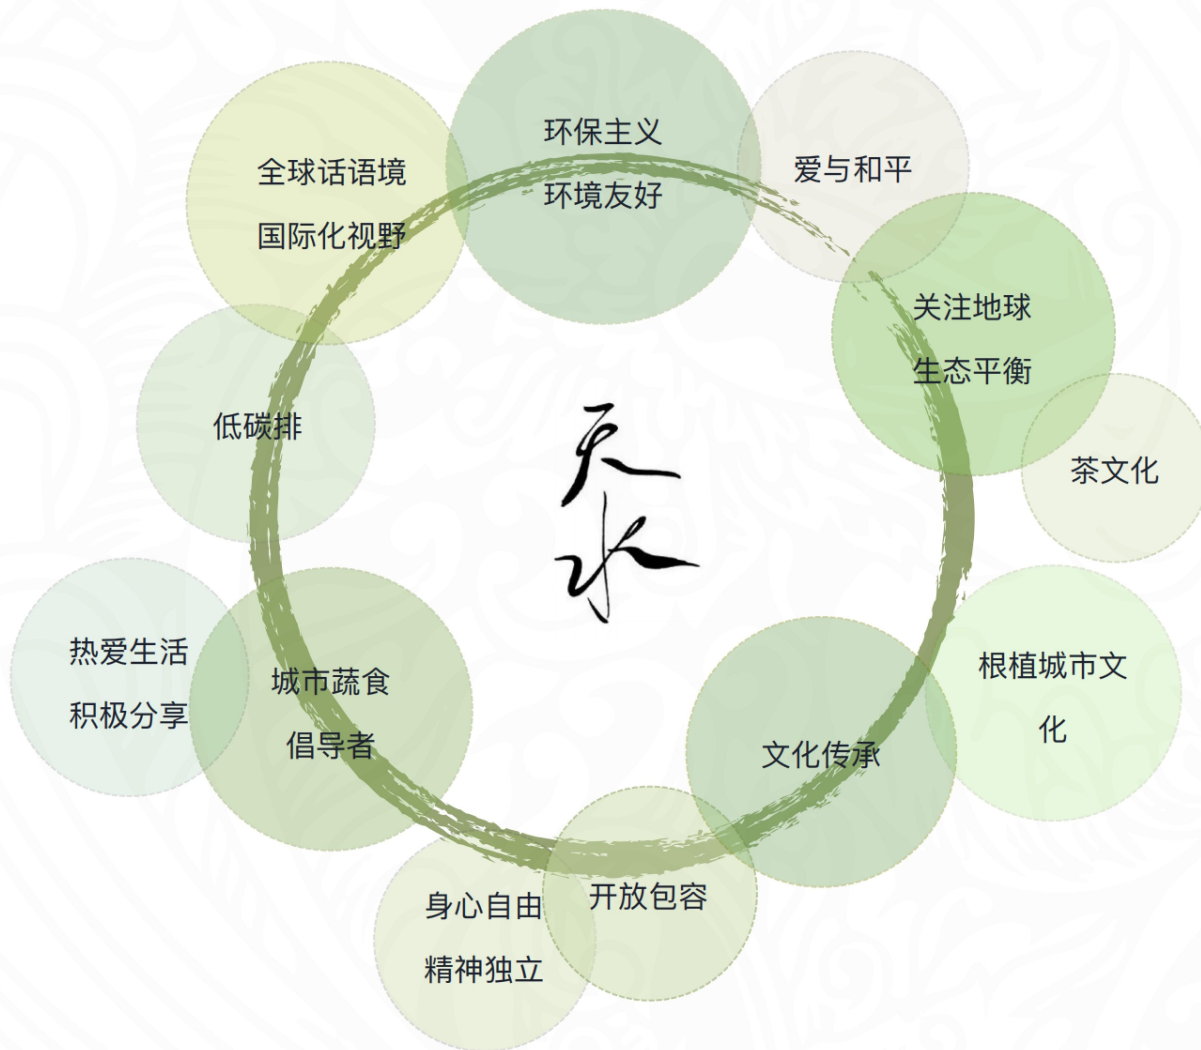 环保主义
环境友好
爱与和平
全球话语境
国际化视野
关注地球
生态平衡
低碳排
茶文化
天
水
热爱生活
积极分享
城市蔬食
倡导者
根植城市文
化
文化传承
开放包容
身心自由
精神独立